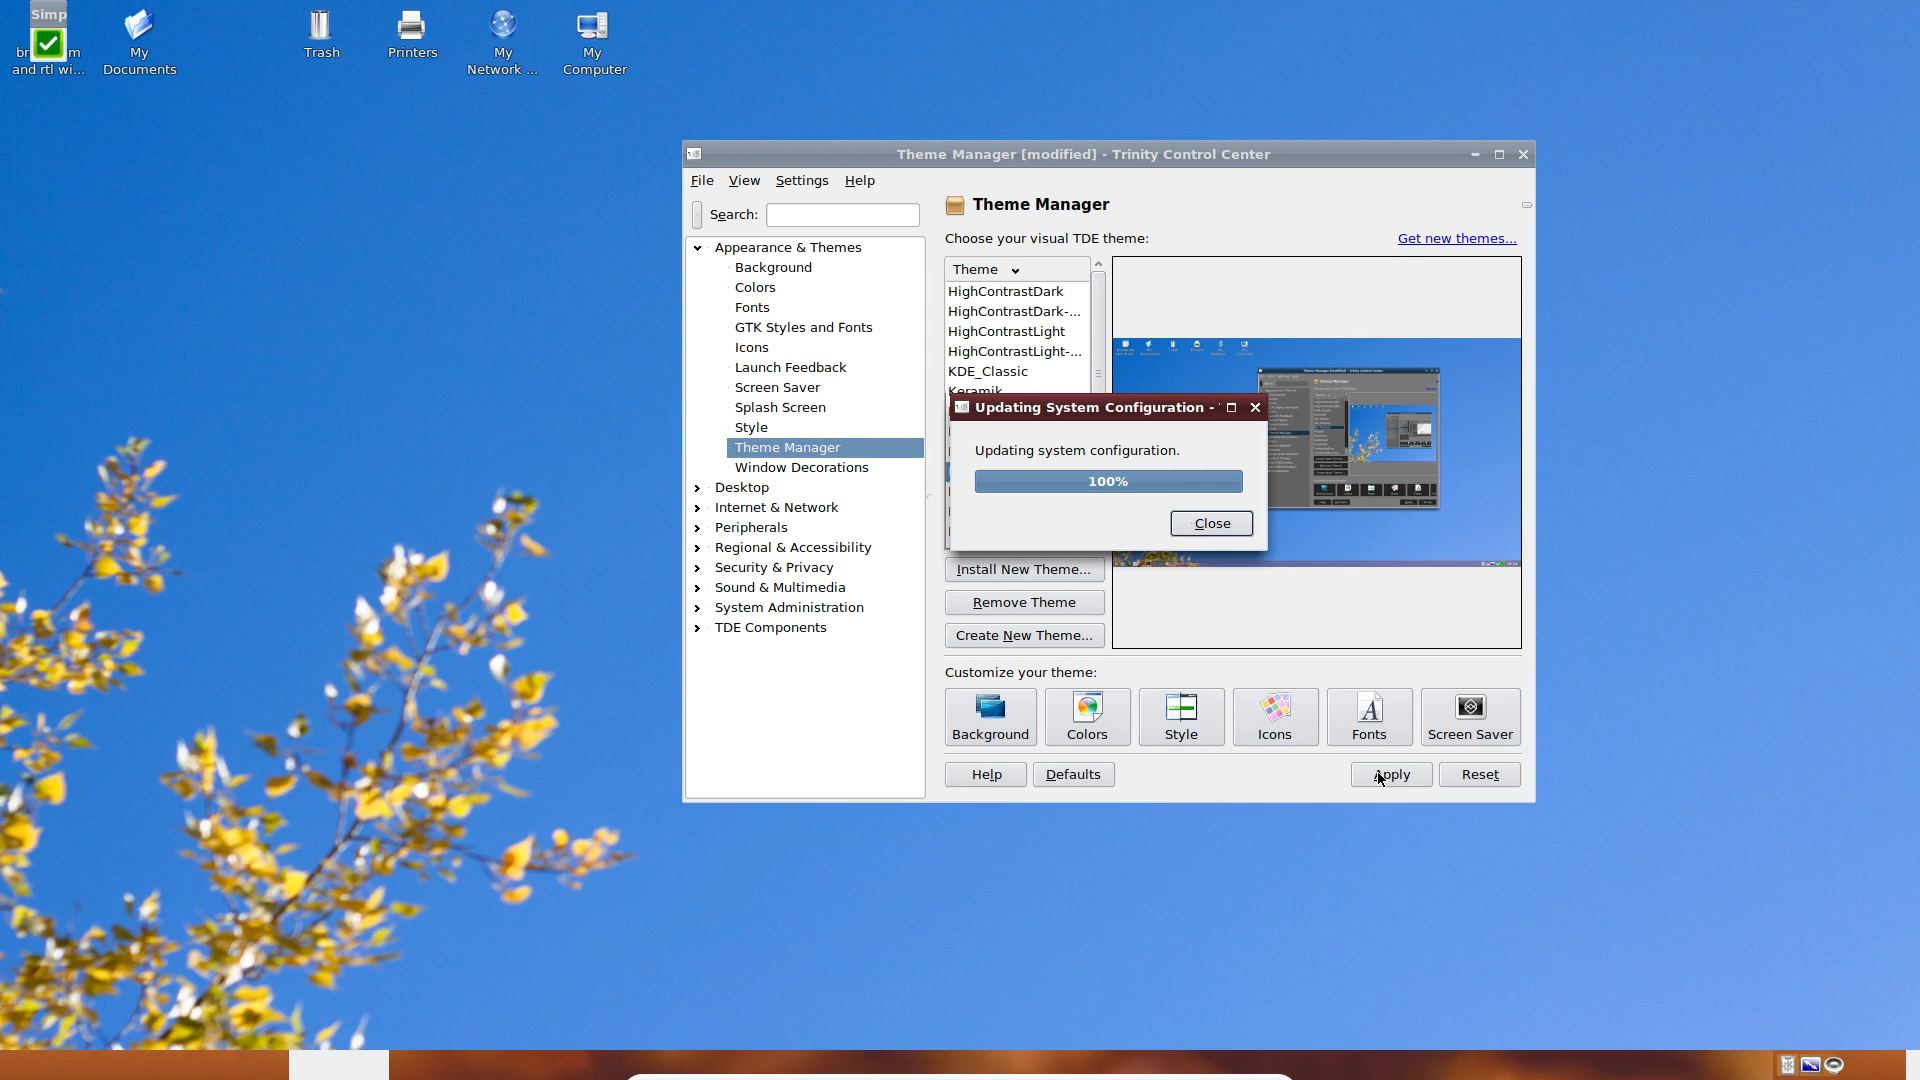 Simp
and rtl wi...
My
Documents
Trash
Printers
My
Network ...
My
Computer
Theme Manager [modified] - Trinity Control Center
File View Settings Help
Search:
Appearance & Themes
Background
Colors
Fonts
GTK Styles and Fonts
Icons
Launch Feedback
Screen Saver
Splash Screen
Style
Theme Manager
Window Decorations
Desktop
Internet & Network
Peripherals
Regional & Accessibility
Security & Privacy
Sound & Multimedia
System Administration
TDE Components
Theme Manager
Choose your visual TDE theme:
Get new themes...
Theme
HighContrastDark
HighContrastDark-...
HighContrastLight
HighContrastLight-...
KDE_Classic
Keramik
Updating System Configuration -
Updating system configuration.
100%
Close
Install New Theme...
Remove Theme
Create New Theme...
Customize your theme:
Background Colors Style Icons Fonts Screen Saver
Help Defaults Apply Reset